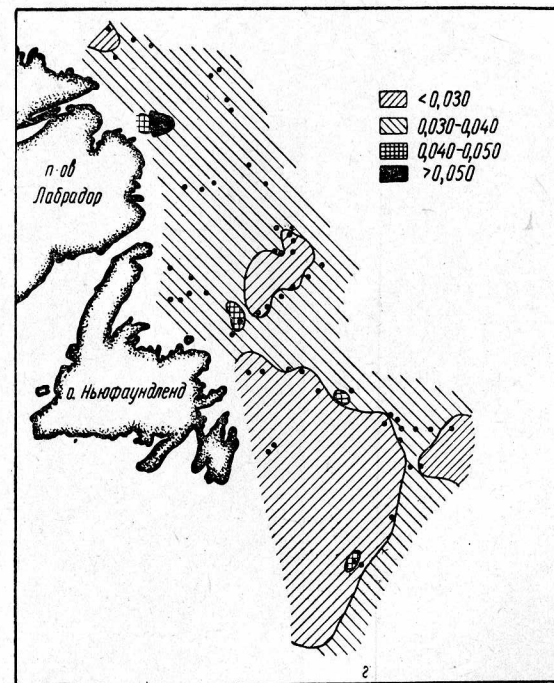 < 0,030
0,030-0,040
0,040-0,050
>0,050
п-ов
Лабрадор
о. Ньюфаундленд
г